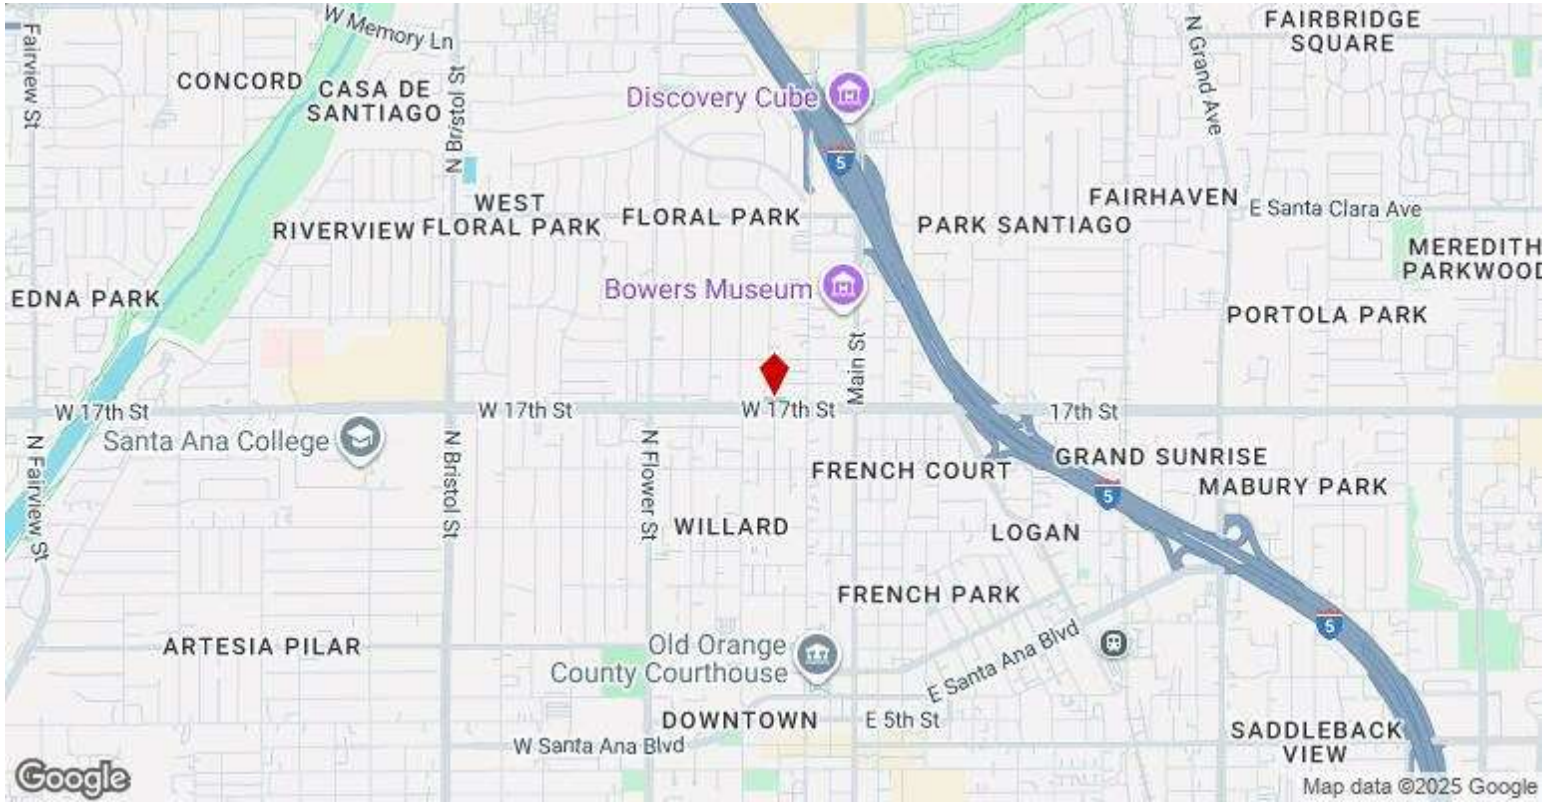 W Memory Ln
Fairview St
N Grand Ave
FAIRBRIDGE
SQUARE
CONCORD
CASA DE
SANTIAGO
N Bristol St
Discovery Cube
5
WEST
FLORAL PARK
RIVERVIEW
FLORAL PARK
PARK SANTIAGO
FAIRHAVEN
E Santa Clara Ave
MEREDITH
PARKWOOD
EDNA PARK
Bowers Museum
PORTOLA PARK
Main St
W 17th St
W 17th St
W 17th St
17th St
Santa Ana College
N Fairview St
N Bristol St
N Flower St
FRENCH COURT
GRAND SUNRISE
MABURY PARK
5
WILLARD
LOGAN
FRENCH PARK
5
ARTESIA PILAR
Old Orange
County Courthouse
E Santa Ana Blvd
DOWNTOWN
E 5th St
W Santa Ana Blvd
SADDLEBACK
VIEW
Google
Map data ©2025 Google